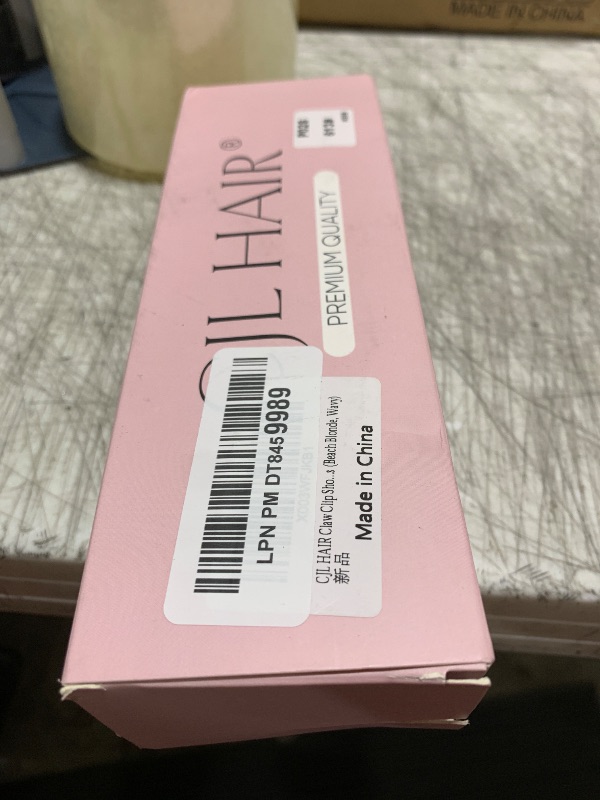 MADE IN CHINA
CJL HAIR®
PREMIUM QUALITY
LPN PM DT8459989
CJL HAIR Claw Clip Sho...s (Beach Blonde, Wavy)
新品
Made in China